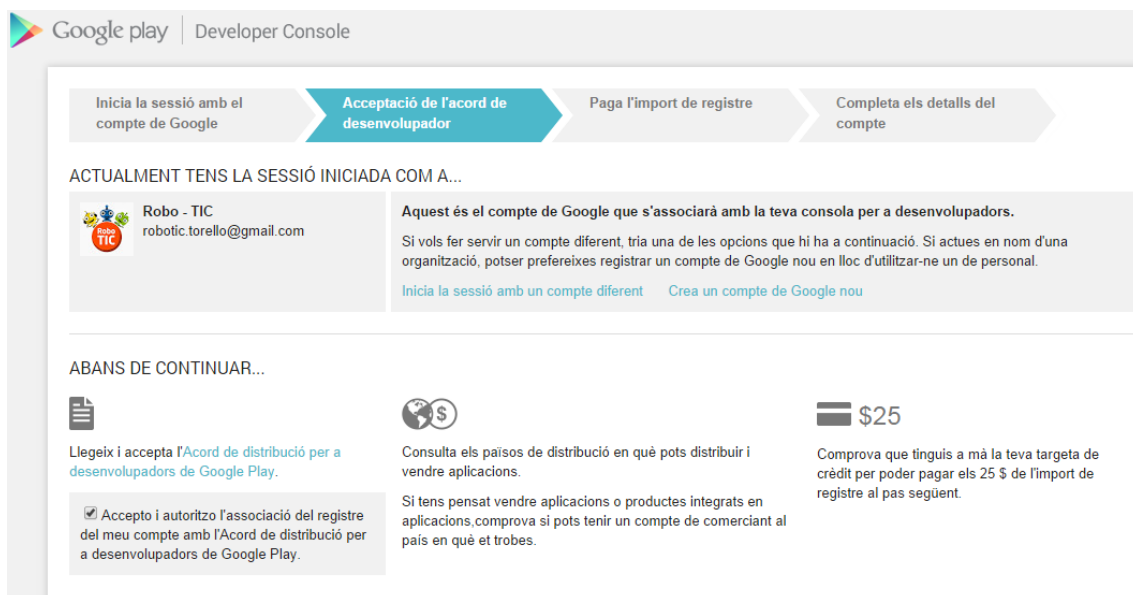 Google play | Developer Console
Inicia la sessió amb el
compte de Google
Acceptació de l'acord de
desenvolupador
Paga l'import de registre
Completa els detalls del
compte
ACTUALMENT TENS LA SESSIÓ INICIADA COM A...
Robo TIC
Robo - TIC
robotic.torello@gmail.com
Aquest és el compte de Google que s'associarà amb la teva consola per a desenvolupadors.
Si vols fer servir un compte diferent, tria una de les opcions que hi ha a continuació. Si actues en nom d'una
organització, potser prefereixes registrar un compte de Google nou en lloc d'utilitzar-ne un de personal.
Inicia la sessió amb un compte diferent Crea un compte de Google nou
ABANS DE CONTINUAR...
Llegeix i accepta l'Acord de distribució per a
desenvolupadors de Google Play.
Accepto i autoritzo l'associació del registre
del meu compte amb l'Acord de distribució per
a desenvolupadors de Google Play.
$
Consulta els països de distribució en què pots distribuir i
vendre aplicacions.
Si tens pensat vendre aplicacions o productes integrats en
aplicacions,comprova si pots tenir un compte de comerciant al
país en què et trobes.
$25
Comprova que tinguis a mà la teva targeta de
crèdit per poder pagar els 25 $ de l'import de
registre al pas següent.